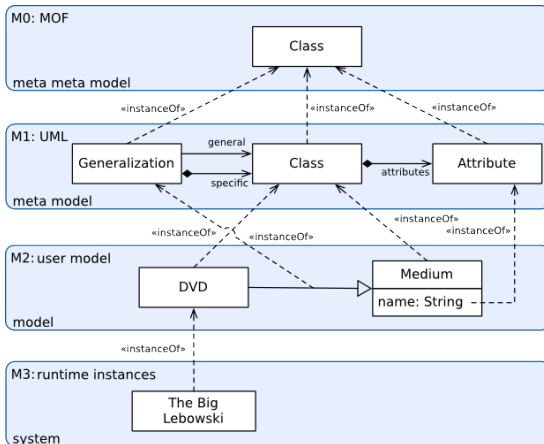 M0: MOF
Class
meta meta model
«instanceOf» «instanceOf» «instanceOf»
M1: UML
general
Generalization
Class
Attribute
specific
attributes
meta model
«instanceOf» «instanceOf» «instanceOf»
«instanceOf»
M2: user model
Medium
DVD
name: String
model
«instanceOf»
M3: runtime instances
The Big
Lebowski
system